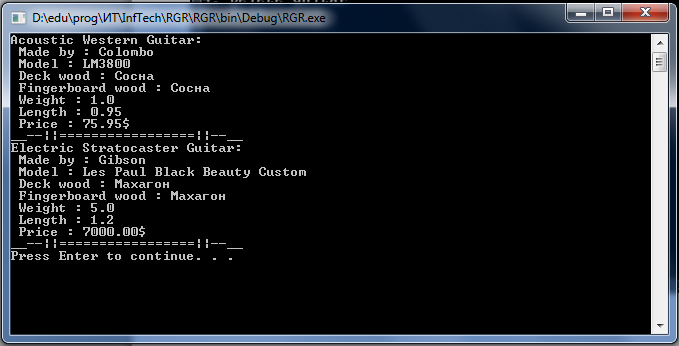 D:\edu\prog\ИТ\InfTech\RGR\RGR\bin\Debug\RGR.exe
Acoustic Western Guitar:
Made by : Colombo
Model : LM3800
Deck wood : Сосна
Fingerboard wood : Сосна
Weight : 1.0
Length : 0.95
Price : 75.95$
__--||=================||--__
Electric Stratocaster Guitar:
Made by : Gibson
Model : Les Paul Black Beauty Custom
Deck wood : Махагон
Fingerboard wood : Махагон
Weight : 5.0
Length : 1.2
Price : 7000.00$
__--||=================||--__
Press Enter to continue. . .